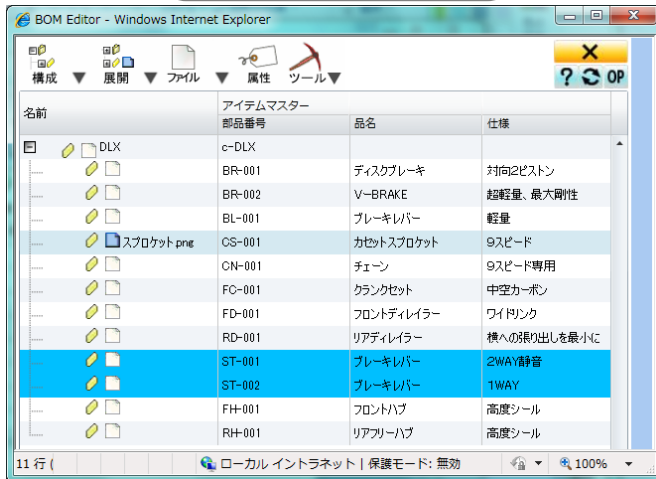 BOM Editor - Windows Internet Explorer
構成 ▼ 展開 ▼ ファイル ▼ 属性 ツール▼ ? OP
名前 アイテムマスター
部品番号 品名 仕様
DLX c-DLX
BR-001 ディスクブレーキ 対向2ピストン
BR-002 V-BRAKE 超軽量、最大剛性
BL-001 ブレーキレバー 軽量
スプロケット.png CS-001 カセットスプロケット 9スピード
CN-001 チェーン 9スピード専用
FC-001 クランクセット 中空カーボン
FD-001 フロントディレイラー ワイドリンク
RD-001 リアディレイラー 横への張り出しを最小に
ST-001 ブレーキレバー 2WAY静音
ST-002 ブレーキレバー 1WAY
FH-001 フロントハブ 高度シール
RH-001 リアフリーハブ 高度シール
11 行 ( ローカル イントラネット | 保護モード: 無効 100%